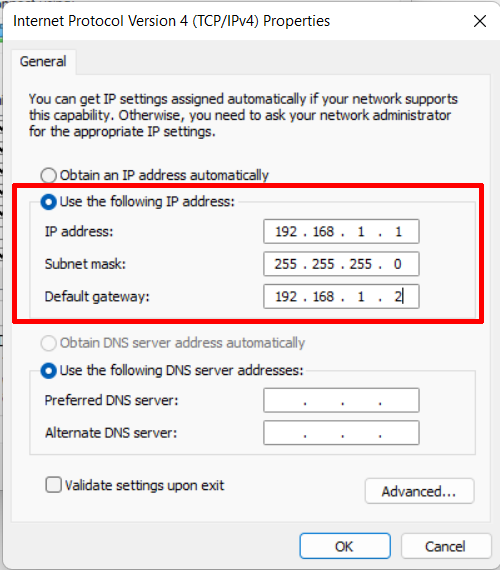 Internet Protocol Version 4 (TCP/IPv4) Properties
General
You can get IP settings assigned automatically if your network supports
this capability. Otherwise, you need to ask your network administrator
for the appropriate IP settings.
Obtain an IP address automatically
Use the following IP address:
IP address: 192 . 168 . 1 . 1
Subnet mask: 255 . 255 . 255 . 0
Default gateway: 192 . 168 . 1 . 2
Obtain DNS server address automatically
Use the following DNS server addresses:
Preferred DNS server: . . .
Alternate DNS server: . . .
Validate settings upon exit
Advanced...
OK Cancel